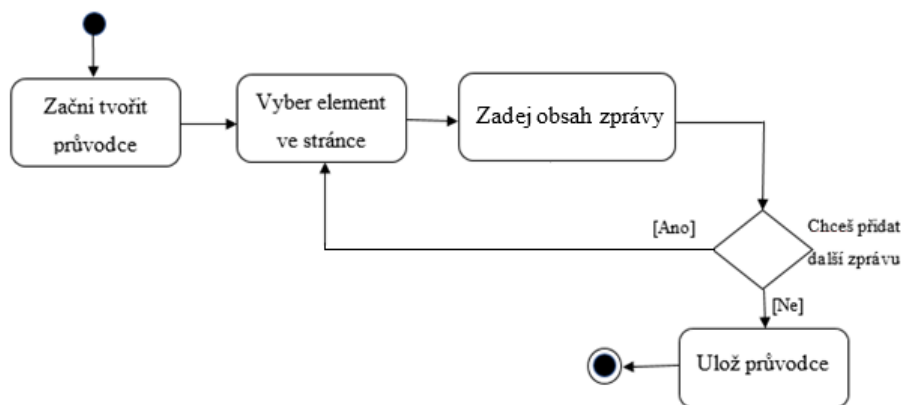 Začni tvořit
průvodce
Vyber element
ve stránce
Zadej obsah zprávy
[Ano]
Chceš přidat
další zprávu
[Ne]
Ulož průvodce